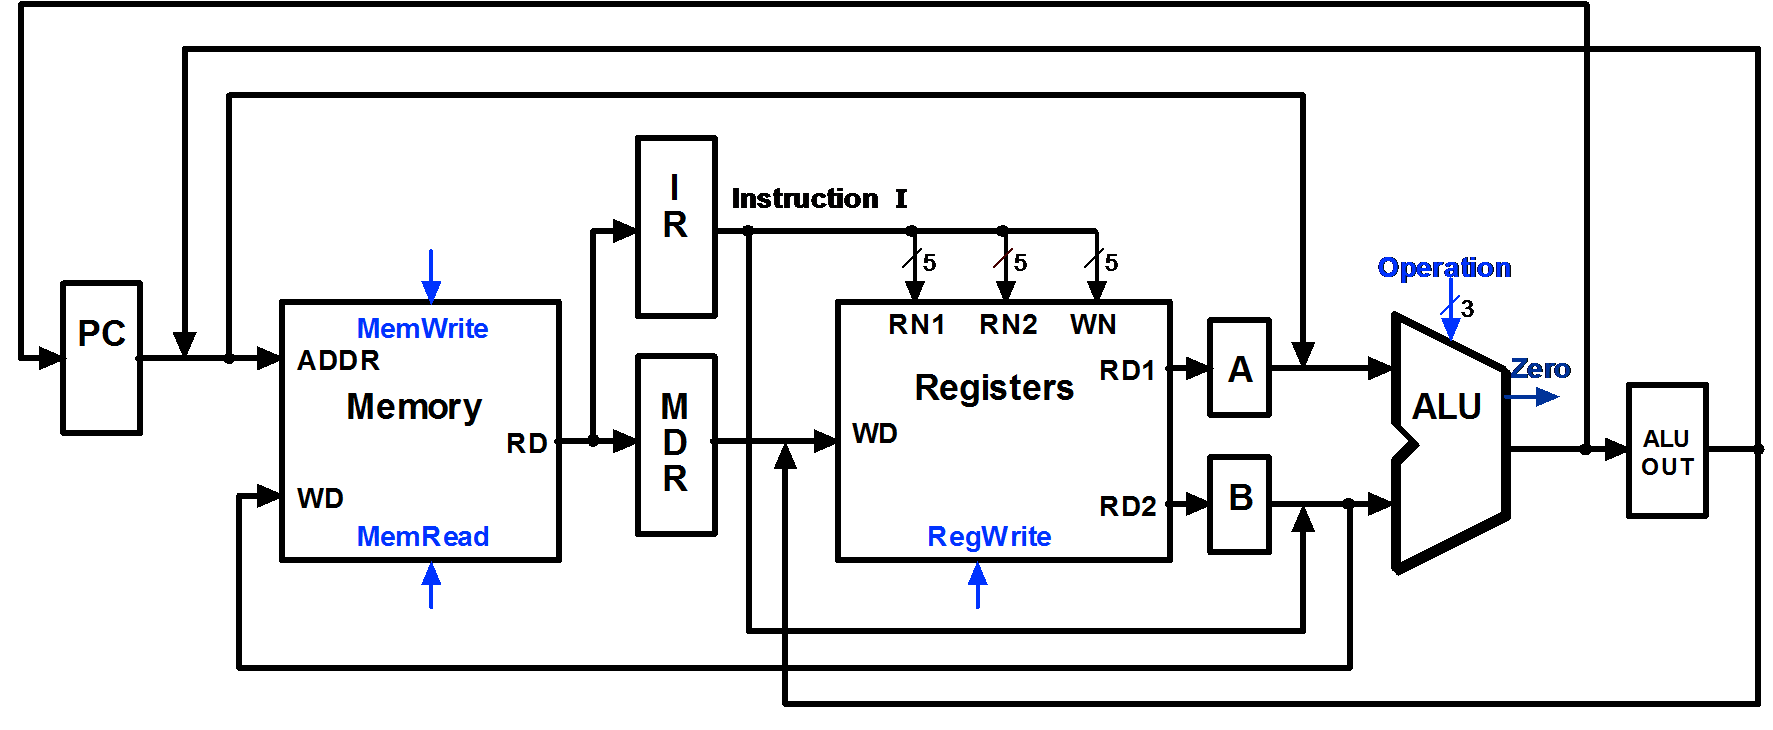 I
R
Instruction I
5
5
5
Operation
3
PC
MemWrite
ADDR
Memory
RD
WD
MemRead
M
D
R
RN1
RN2
WN
RD1
Registers
WD
RD2
RegWrite
A
B
Zero
ALU
ALU
OUT